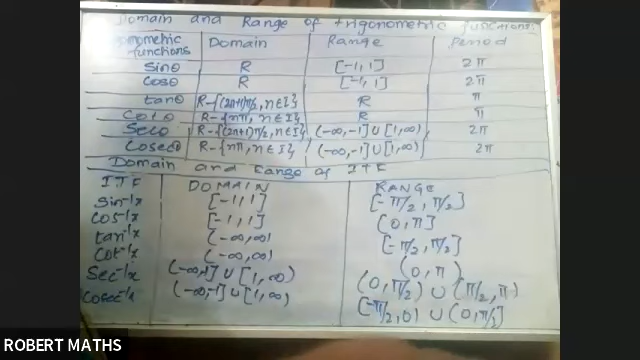 Domain and Range of trigonometric functions:
functions Domain Range Period
sinθ R [-1,1] 2π
cosθ R [-1,1] 2π
tanθ R-{(2n+1)π/2, n∈I} R π
Cotθ R-{nπ, n∈I} R π
Secθ R-{(2n+1)π/2, n∈I} (-∞,-1]∪[1,∞) 2π
Cosecθ R-{nπ, n∈I} (-∞,-1]∪[1,∞) 2π
Domain and range of ITF
ITF DOMAIN RANGE
sin⁻¹x [-1,1] [-π/2, π/2]
cos⁻¹x [-1,1] [0,π]
tan⁻¹x (-∞,∞) [-π/2, π/2]
Cot⁻¹x (-∞,∞) (0,π)
Sec⁻¹x (-∞,-1]∪[1,∞) (0,π/2) ∪ (π/2,π)
Cosec⁻¹x (-∞,-1]∪[1,∞) [-π/2,0) ∪ (0,π/2]
ROBERT MATHS